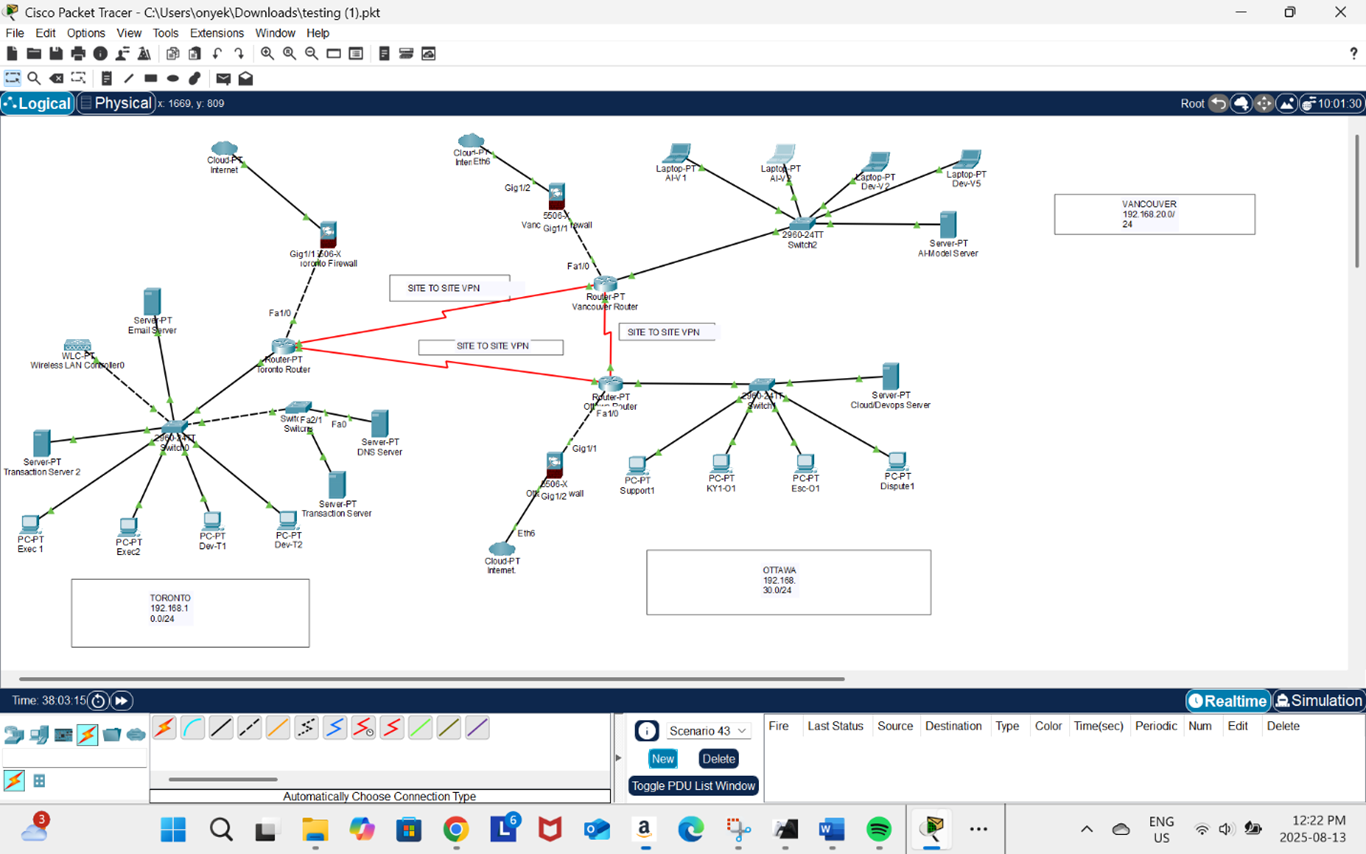 Cisco Packet Tracer - C:\Users\onyek\Downloads\testing (1).pkt
File Edit Options View Tools Extensions Window Help
Logical Physical x: 1669, y: 809
Root 10:01:30
Cloud-PT
Internet
Gig1/1 5506-X
Toronto Firewall
Fa1/0
Router-PT
Toronto Router
Server-PT
Email Server
WLC-PT
Wireless LAN Controller0
2960-24TT
Switch0
Fa2/1
Fa0
Server-PT
DNS Server
Server-PT
Transaction Server
Server-PT
Transaction Server 2
PC-PT
Exec 1
PC-PT
Exec2
PC-PT
Dev-T1
PC-PT
Dev-T2
TORONTO
192.168.1
0.0/24
Cloud-PT
Eth6
Gig1/2
5506-X
Gig1/1
Fa1/0
Router-PT
Vancouver Router
SITE TO SITE VPN
SITE TO SITE VPN
SITE TO SITE VPN
Laptop-PT
AI-V1
Laptop-PT
AI-V2
Laptop-PT
Dev-V2
Laptop-PT
Dev-V5
2960-24TT
Switch2
Server-PT
AI-Model Server
VANCOUVER
192.168.20.0/
24
Router-PT
Ottawa Router
Fa1/0
Gig1/1
5506-X
Gig1/2
Eth6
Cloud-PT
Internet.
2960-24TT
Switch1
Server-PT
Cloud/Devops Server
PC-PT
Support1
PC-PT
KY1-O1
PC-PT
Esc-O1
PC-PT
Dispute1
OTTAWA
192.168.
30.0/24
Time: 38:03:15
Realtime Simulation
Scenario 43
New Delete
Toggle PDU List Window
Fire Last Status Source Destination Type Color Time(sec) Periodic Num Edit Delete
Automatically Choose Connection Type
3
6
ENG
US
12:22 PM
2025-08-13